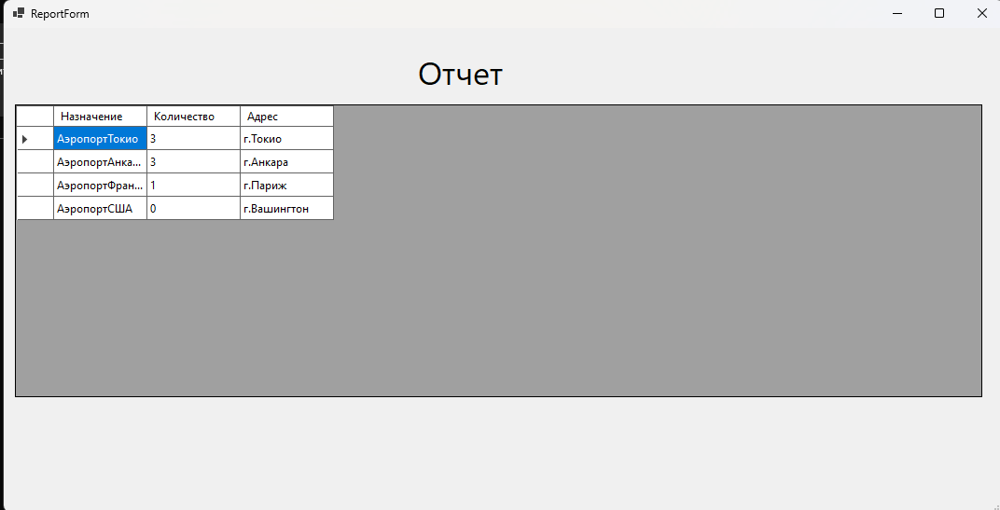 ReportForm
Отчет
Назначение Количество Адрес
АэропортТокио 3 г.Токио
АэропортАнка... 3 г.Анкара
АэропортФран... 1 г.Париж
АэропортСША 0 г.Вашингтон